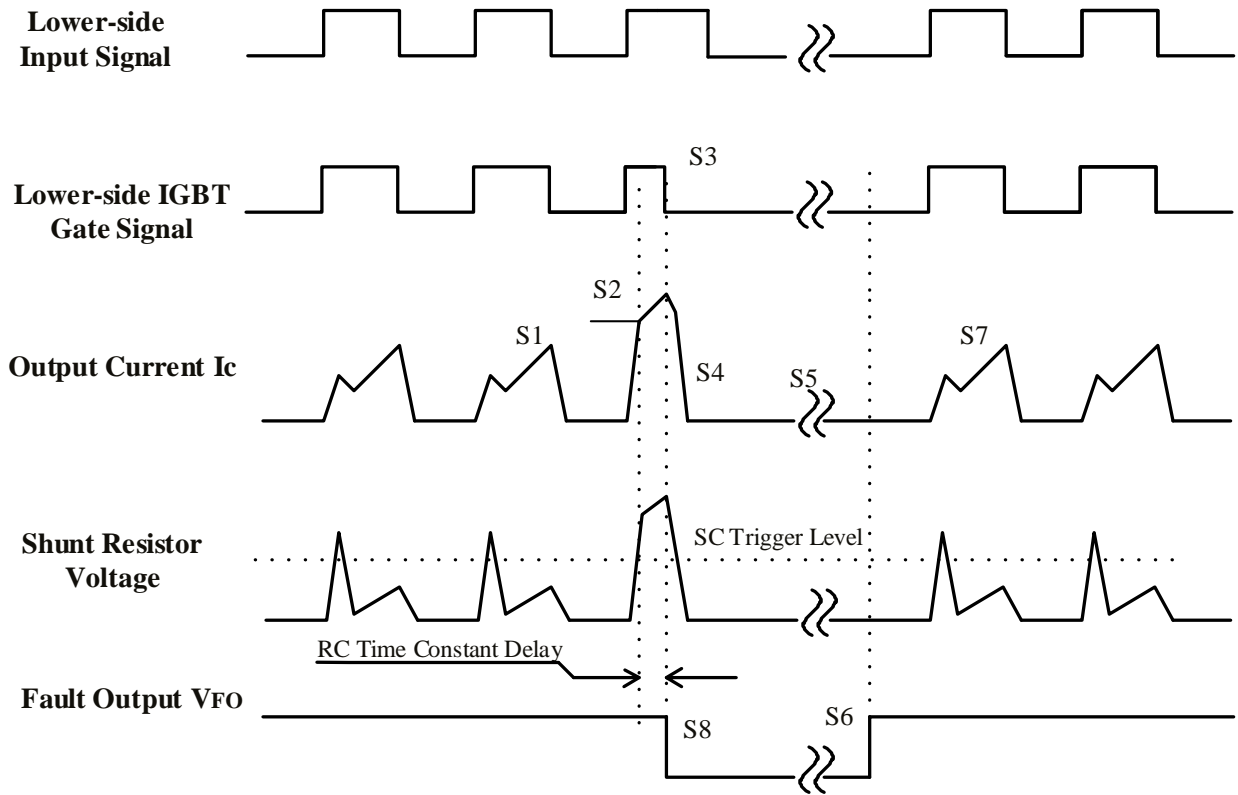 Lower-side
Input Signal
S3
Lower-side IGBT
Gate Signal
S2
S1
S7
Output Current Ic
S4
S5
SC Trigger Level
Shunt Resistor
Voltage
RC Time Constant Delay
Fault Output VFO
S8
S6